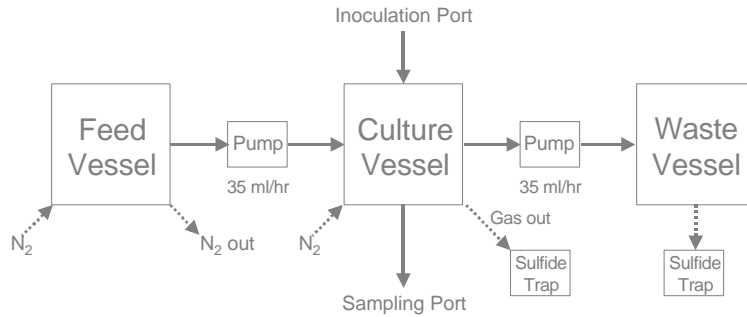 Inoculation Port
Feed
Vessel
Pump
35 ml/hr
Culture
Vessel
Pump
35 ml/hr
Waste
Vessel
N2
N2 out
N2
Gas out
Sulfide
Trap
Sulfide
Trap
Sampling Port